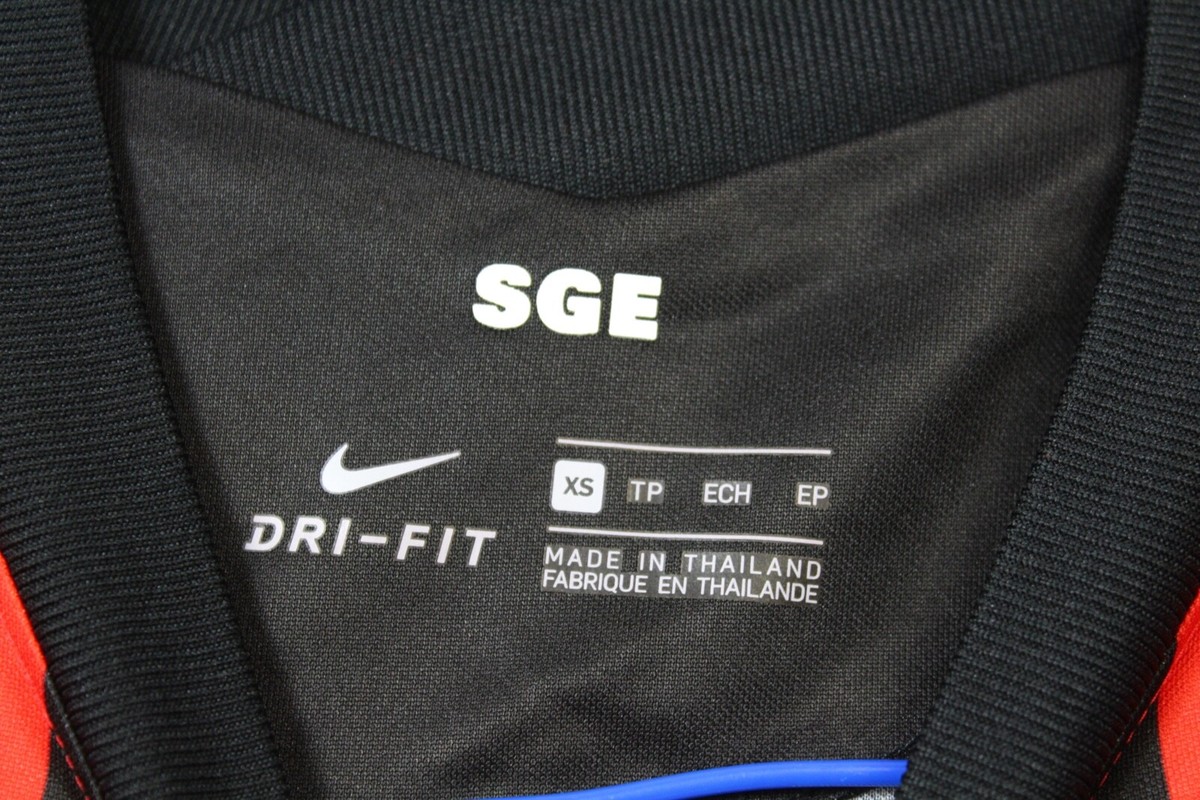 SGE
DRI-FIT
XS TP ECH EP
MADE IN THAILAND
FABRIQUE EN THAILANDE